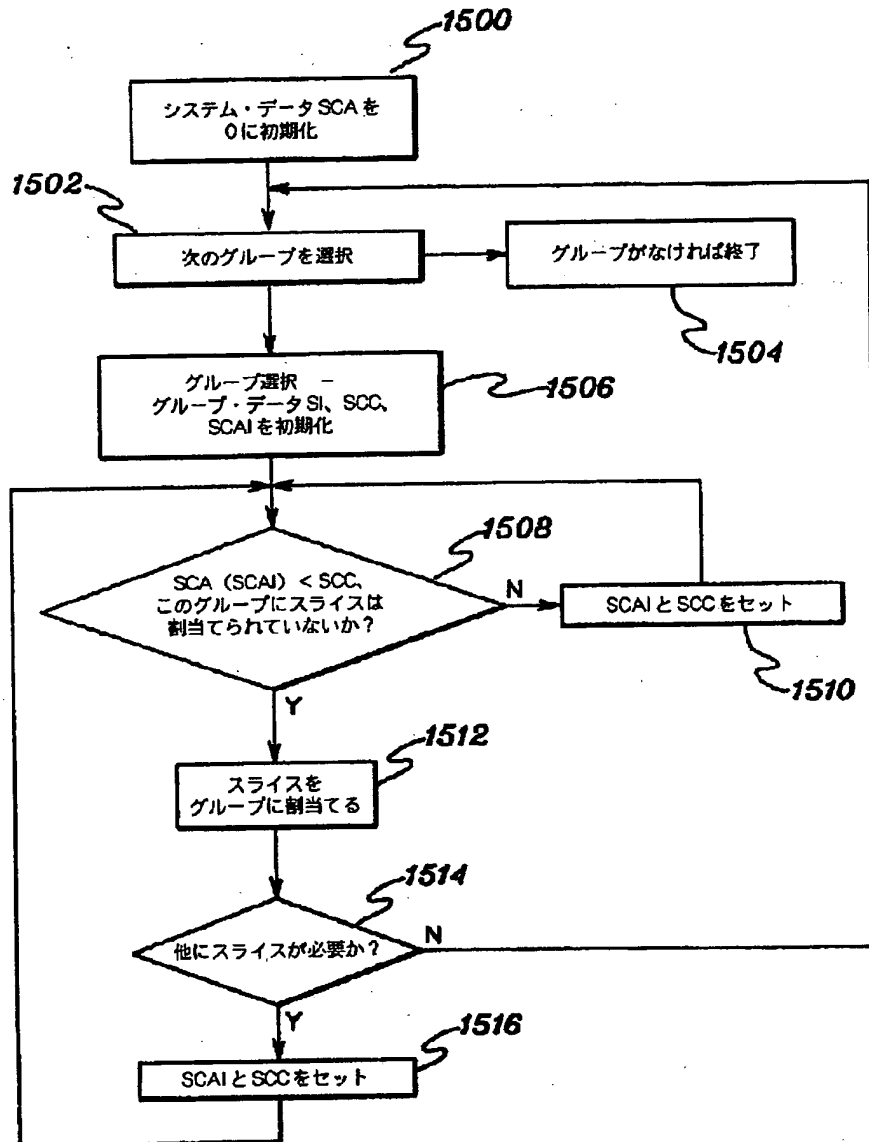 1500
システム・データSCAを
0に初期化
1502
次のグループを選択
グループがなければ終了
1504
グループ選択 －
グループ・データSI、SCC、
SCAIを初期化
1506
1508
SCA（SCAI）＜SCC、
このグループにスライスは
割当てられていないか？
N
SCAIとSCCをセット
1510
Y
1512
スライスを
グループに割当てる
1514
他にスライスが必要か？
N
Y
1516
SCAIとSCCをセット